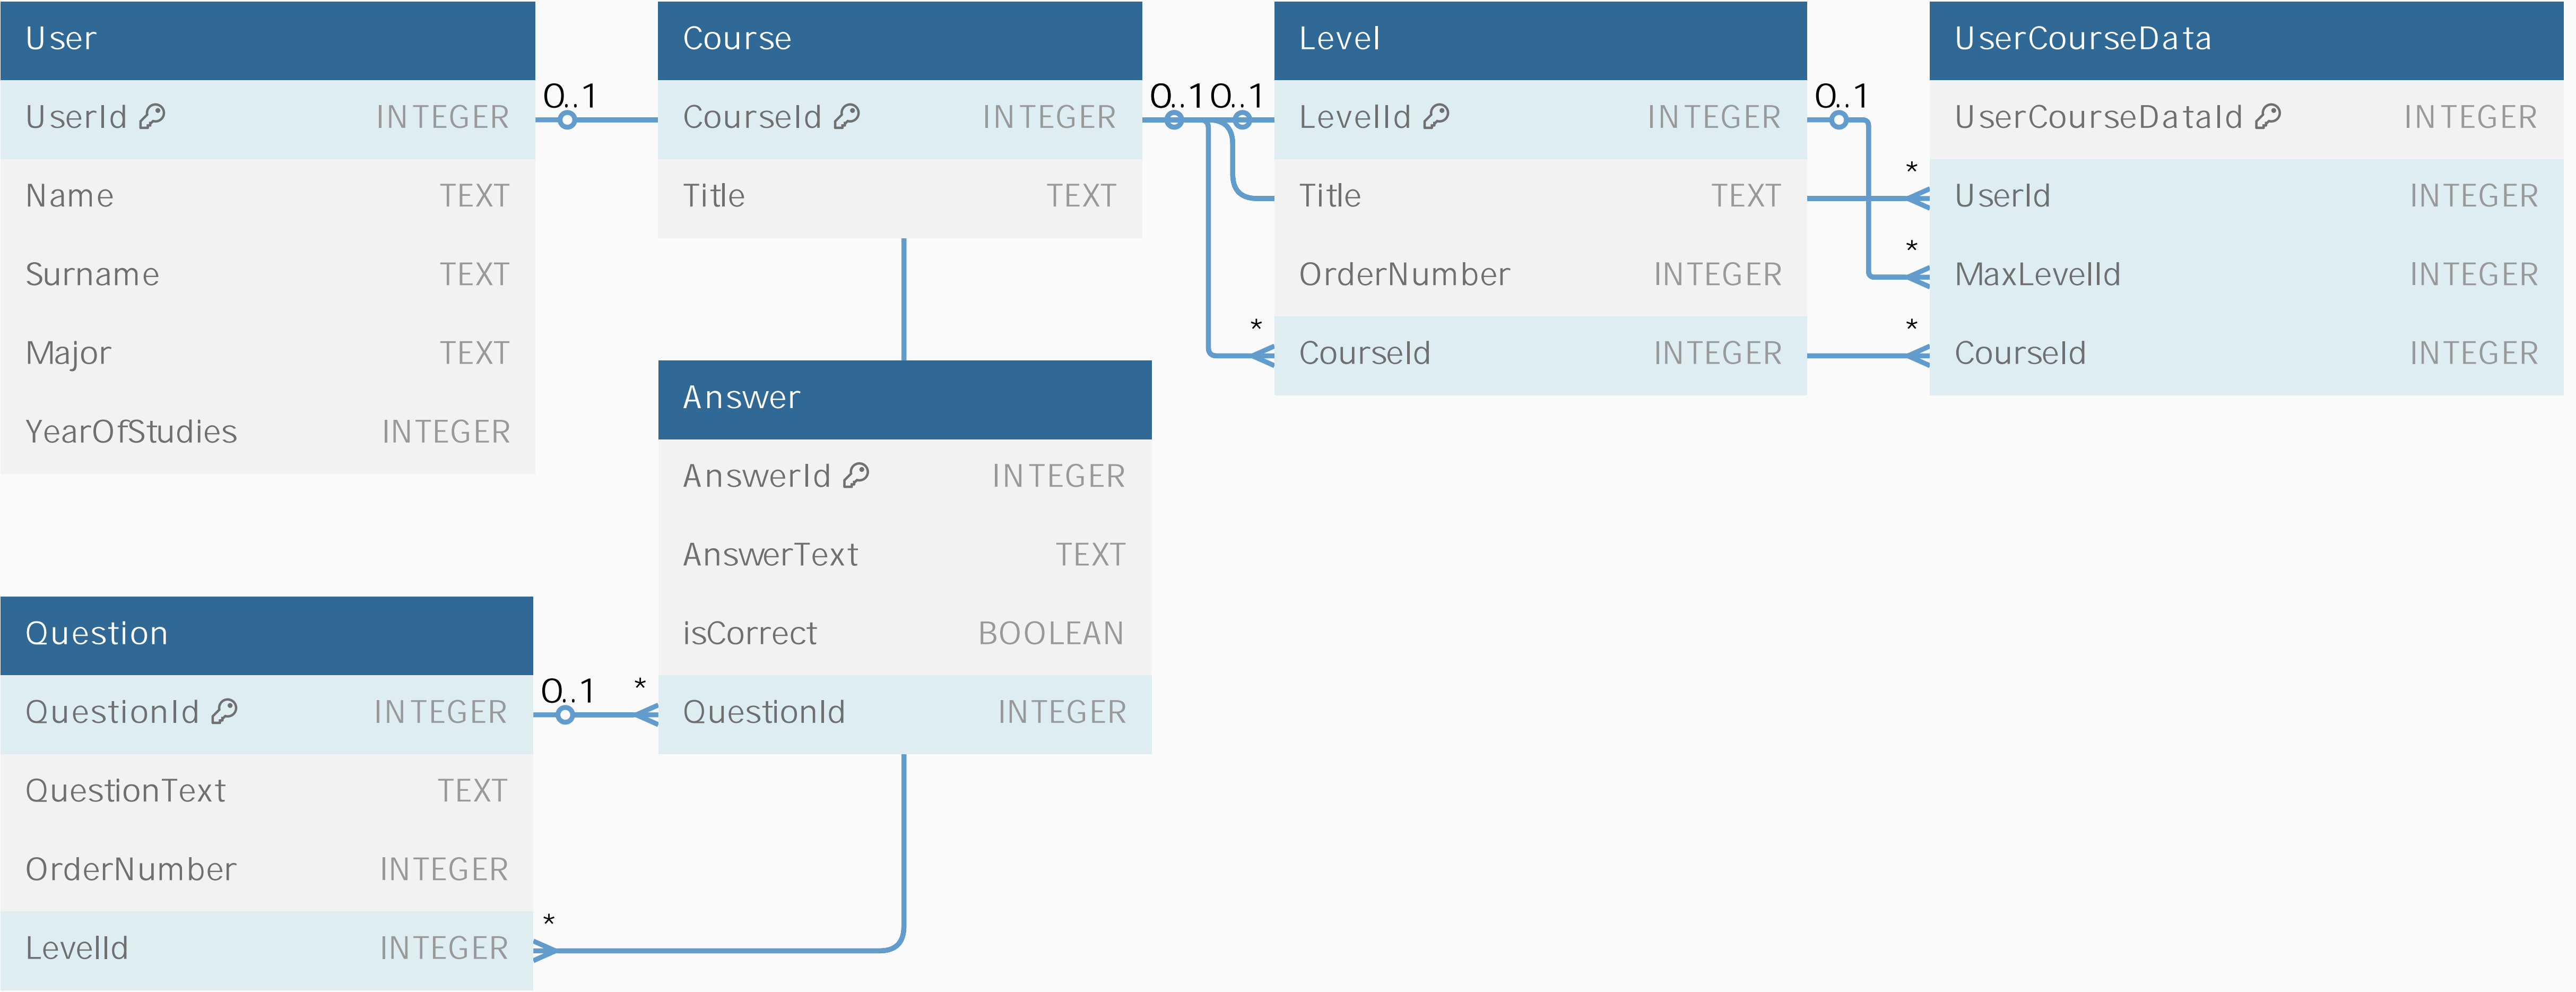 User
UserId INTEGER
Name TEXT
Surname TEXT
Major TEXT
YearOfStudies INTEGER
0..1
Course
CourseId INTEGER
Title TEXT
0..1
0..1
Level
LevelId INTEGER
Title TEXT
OrderNumber INTEGER
* CourseId INTEGER
0..1
UserCourseData
UserCourseDataId INTEGER
* UserId INTEGER
* MaxLevelId INTEGER
* CourseId INTEGER
Answer
AnswerId INTEGER
AnswerText TEXT
isCorrect BOOLEAN
QuestionId INTEGER
Question
QuestionId INTEGER
0..1 *
QuestionText TEXT
OrderNumber INTEGER
LevelId INTEGER
*